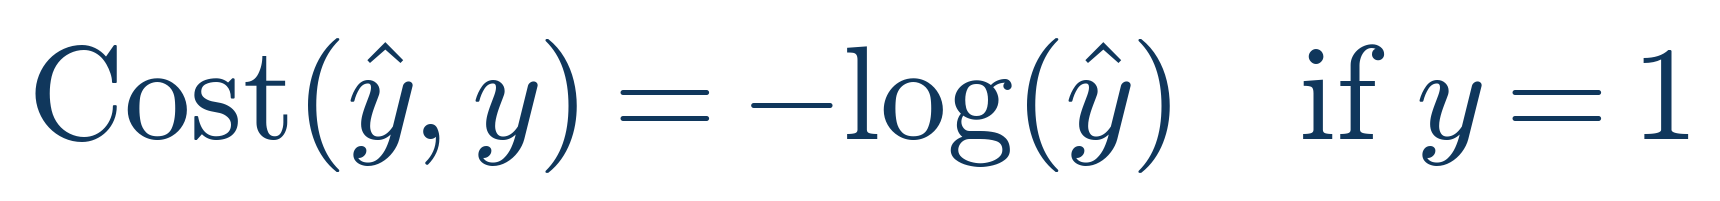 Cost(ŷ, y) = −log(ŷ)  if y = 1